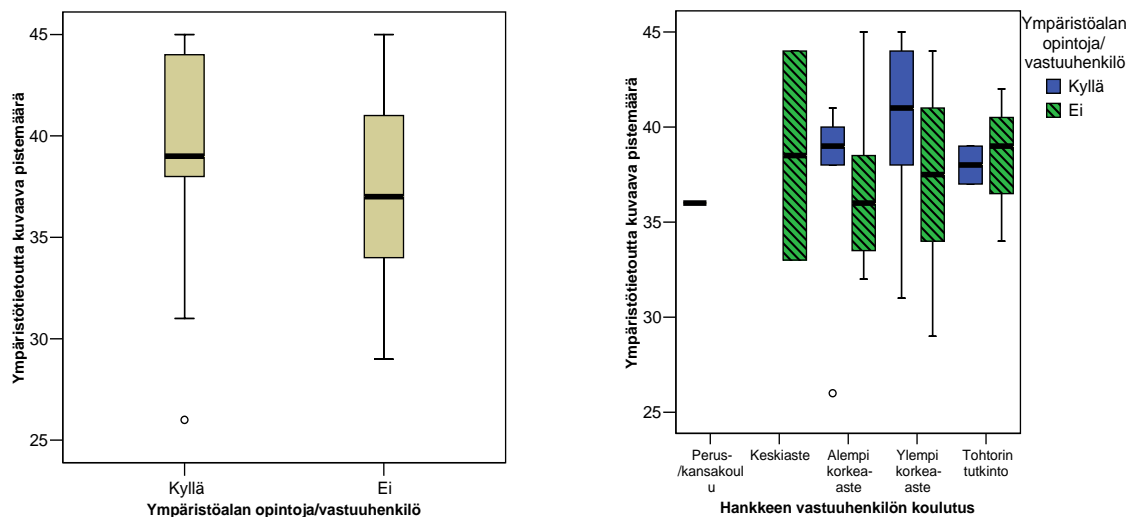 Ympäristötietoutta kuvaava pistemäärä
45
40
35
30
25
Kyllä
Ei
Ympäristöalan opintoja/vastuuhenkilö
Ympäristötietoutta kuvaava pistemäärä
45
40
35
30
25
Perus-
/kansakoul
u
Keskiaste
Alempi
korkea-
aste
Ylempi
korkea-
aste
Tohtorin
tutkinto
Hankkeen vastuuhenkilön koulutus
Ympäristöalan
opintoja/
vastuuhenkilö
Kyllä
Ei